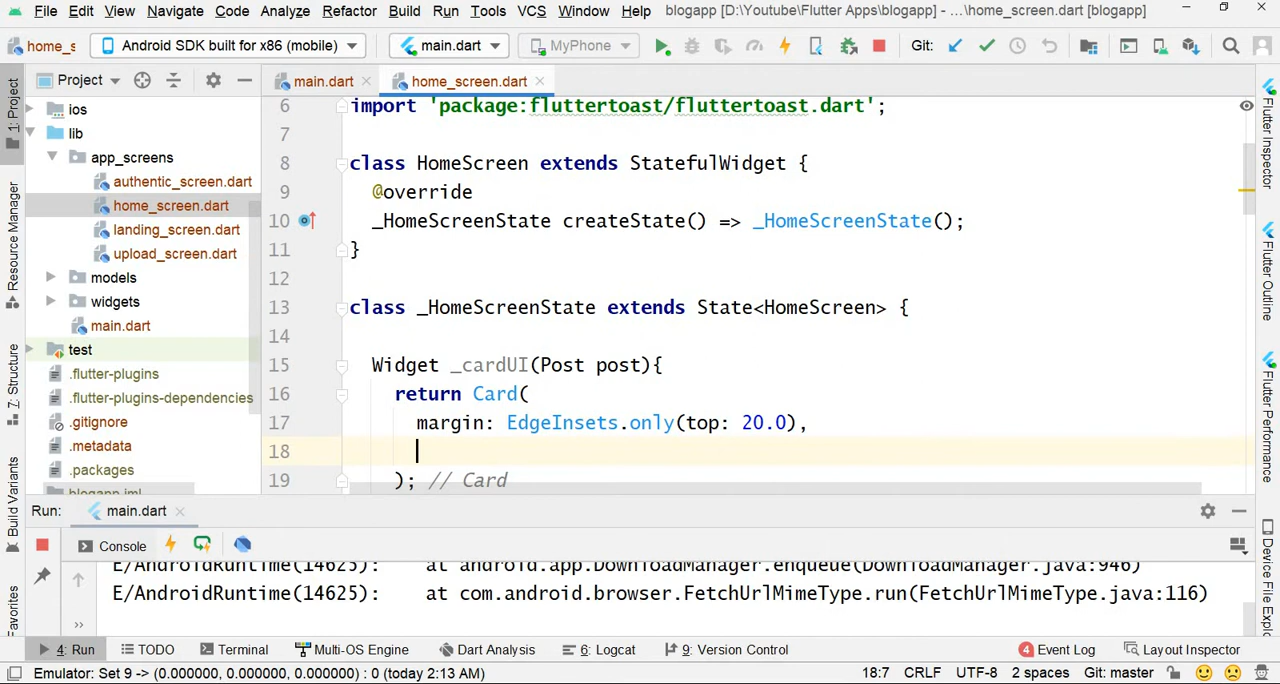 File Edit View Navigate Code Analyze Refactor Build Run Tools VCS Window Help blogapp [D:\Youtube\Flutter Apps\blogapp] - ...\home_screen.dart [blogapp]
home_s Android SDK built for x86 (mobile) main.dart MyPhone Git:
Project main.dart home_screen.dart
1: Project
Resource Manager
7: Structure
Build Variants
Favorites
ios
lib
app_screens
authentic_screen.dart
home_screen.dart
landing_screen.dart
upload_screen.dart
models
widgets
main.dart
test
.flutter-plugins
.flutter-plugins-dependencies
.gitignore
.metadata
.packages
blogapp.iml
6 import 'package:fluttertoast/fluttertoast.dart';
7
8 class HomeScreen extends StatefulWidget {
9 @override
10 _HomeScreenState createState() => _HomeScreenState();
11 }
12
13 class _HomeScreenState extends State<HomeScreen> {
14
15 Widget _cardUI(Post post){
16 return Card(
17 margin: EdgeInsets.only(top: 20.0),
18
19 ); // Card
Flutter Inspector
Flutter Outline
Flutter Performance
Device File Explo
Run: main.dart
Console
E/AndroidRuntime(14625): at android.app.DownloadManager.enqueue(DownloadManager.java:946)
E/AndroidRuntime(14625): at com.android.browser.FetchUrlMimeType.run(FetchUrlMimeType.java:116)
4: Run TODO Terminal Multi-OS Engine Dart Analysis 6: Logcat 9: Version Control 4 Event Log Layout Inspector
Emulator: Set 9 -> (0.000000, 0.000000, 0.000000) : 0 (today 2:13 AM) 18:7 CRLF UTF-8 2 spaces Git: master